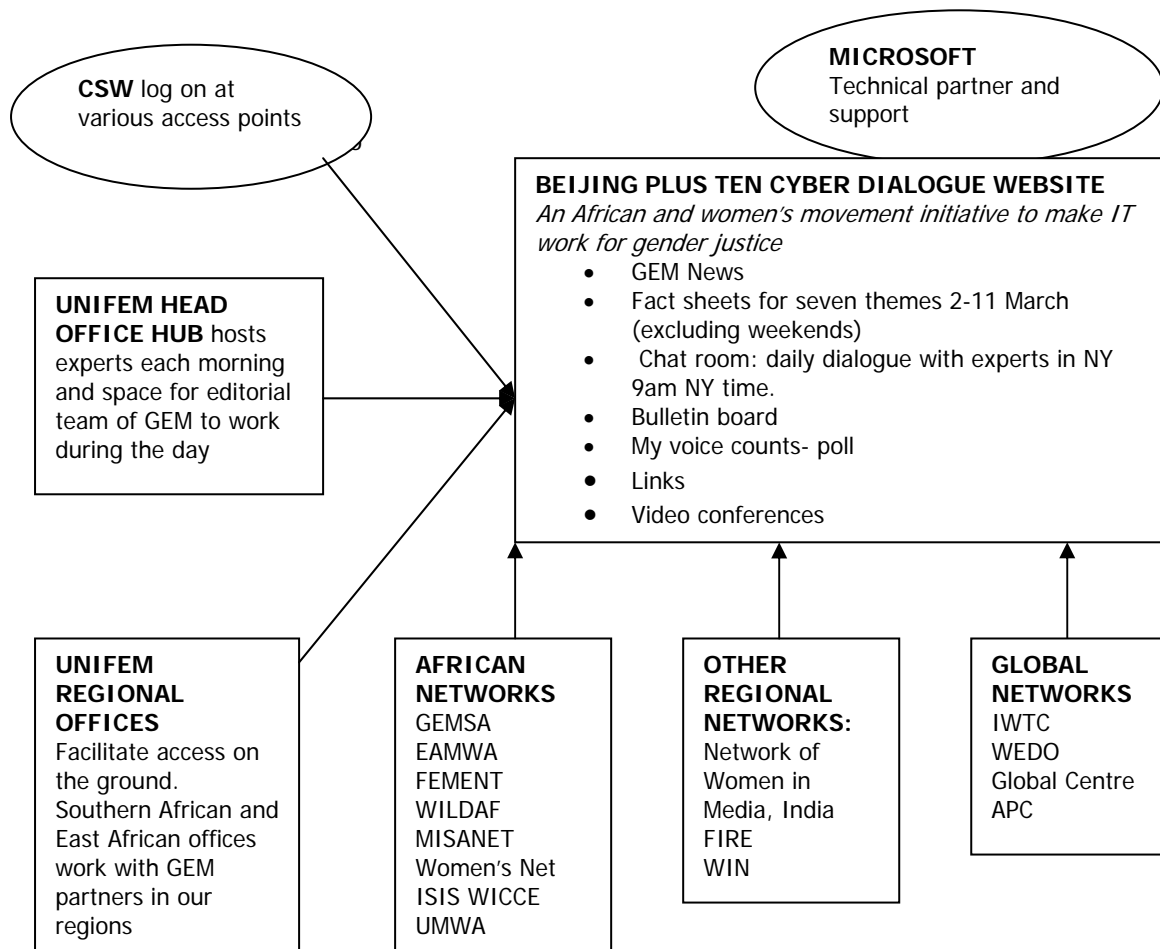 CSW log on at
various access points
MICROSOFT
Technical partner and
support
BEIJING PLUS TEN CYBER DIALOGUE WEBSITE
An African and women's movement initiative to make IT
work for gender justice
• GEM News
• Fact sheets for seven themes 2-11 March
(excluding weekends)
• Chat room: daily dialogue with experts in NY
9am NY time.
• Bulletin board
• My voice counts- poll
• Links
• Video conferences
UNIFEM HEAD
OFFICE HUB hosts
experts each morning
and space for editorial
team of GEM to work
during the day
UNIFEM
REGIONAL
OFFICES
Facilitate access on
the ground.
Southern African and
East African offices
work with GEM
partners in our
regions
AFRICAN
NETWORKS
GEMSA
EAMWA
FEMENT
WILDAF
MISANET
Women's Net
ISIS WICCE
UMWA
OTHER
REGIONAL
NETWORKS:
Network of
Women in
Media, India
FIRE
WIN
GLOBAL
NETWORKS
IWTC
WEDO
Global Centre
APC